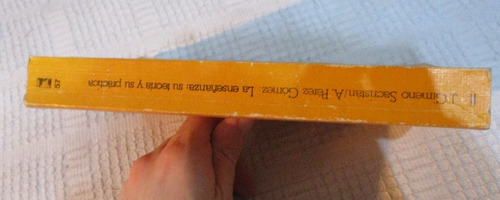 J. Gimeno Sacristán/A. Pérez Gómez: La enseñanza: su teoría y su práctica